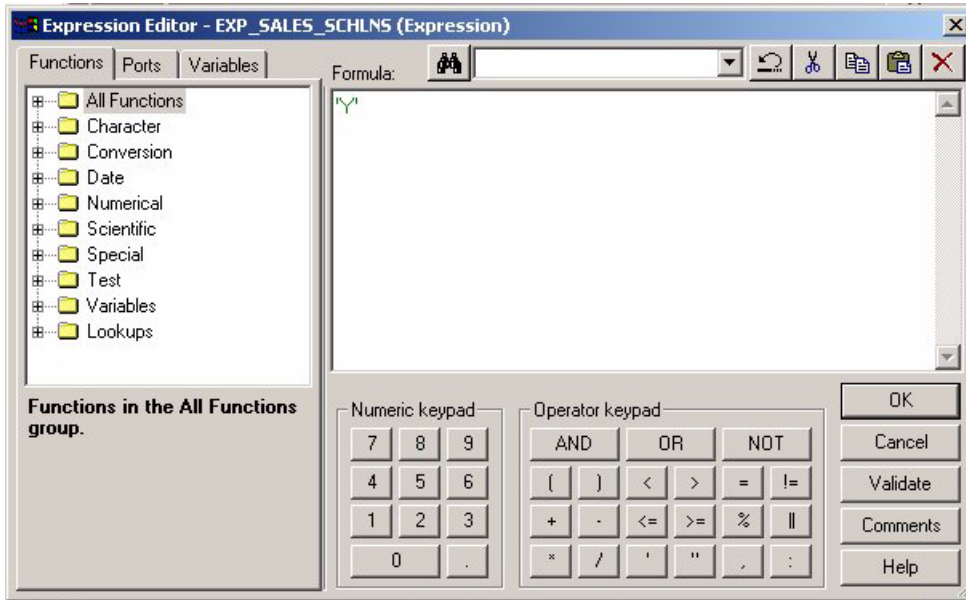 Expression Editor - EXP_SALES_SCHLNS (Expression)
Functions Ports Variables
Formula:
All Functions
Character
Conversion
Date
Numerical
Scientific
Special
Test
Variables
Lookups
Functions in the All Functions
group.
'Y'
Numeric keypad
7 8 9
4 5 6
1 2 3
0 .
Operator keypad
AND OR NOT
( ) < > = !=
+ - <= >= % ||
* / ' " , :
OK
Cancel
Validate
Comments
Help